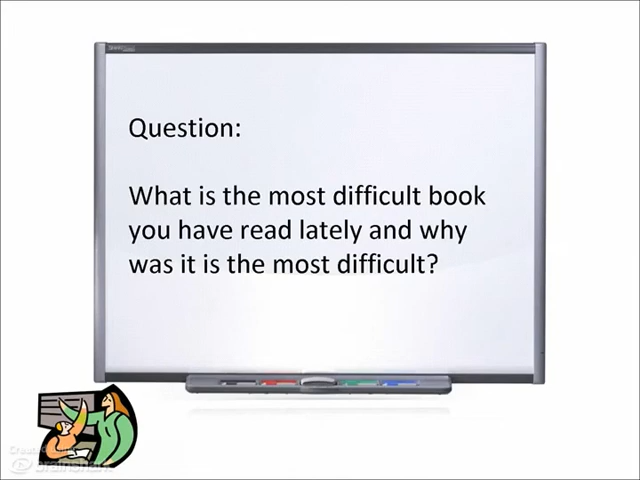 Question:
What is the most difficult book
you have read lately and why
was it is the most difficult?
brainshark